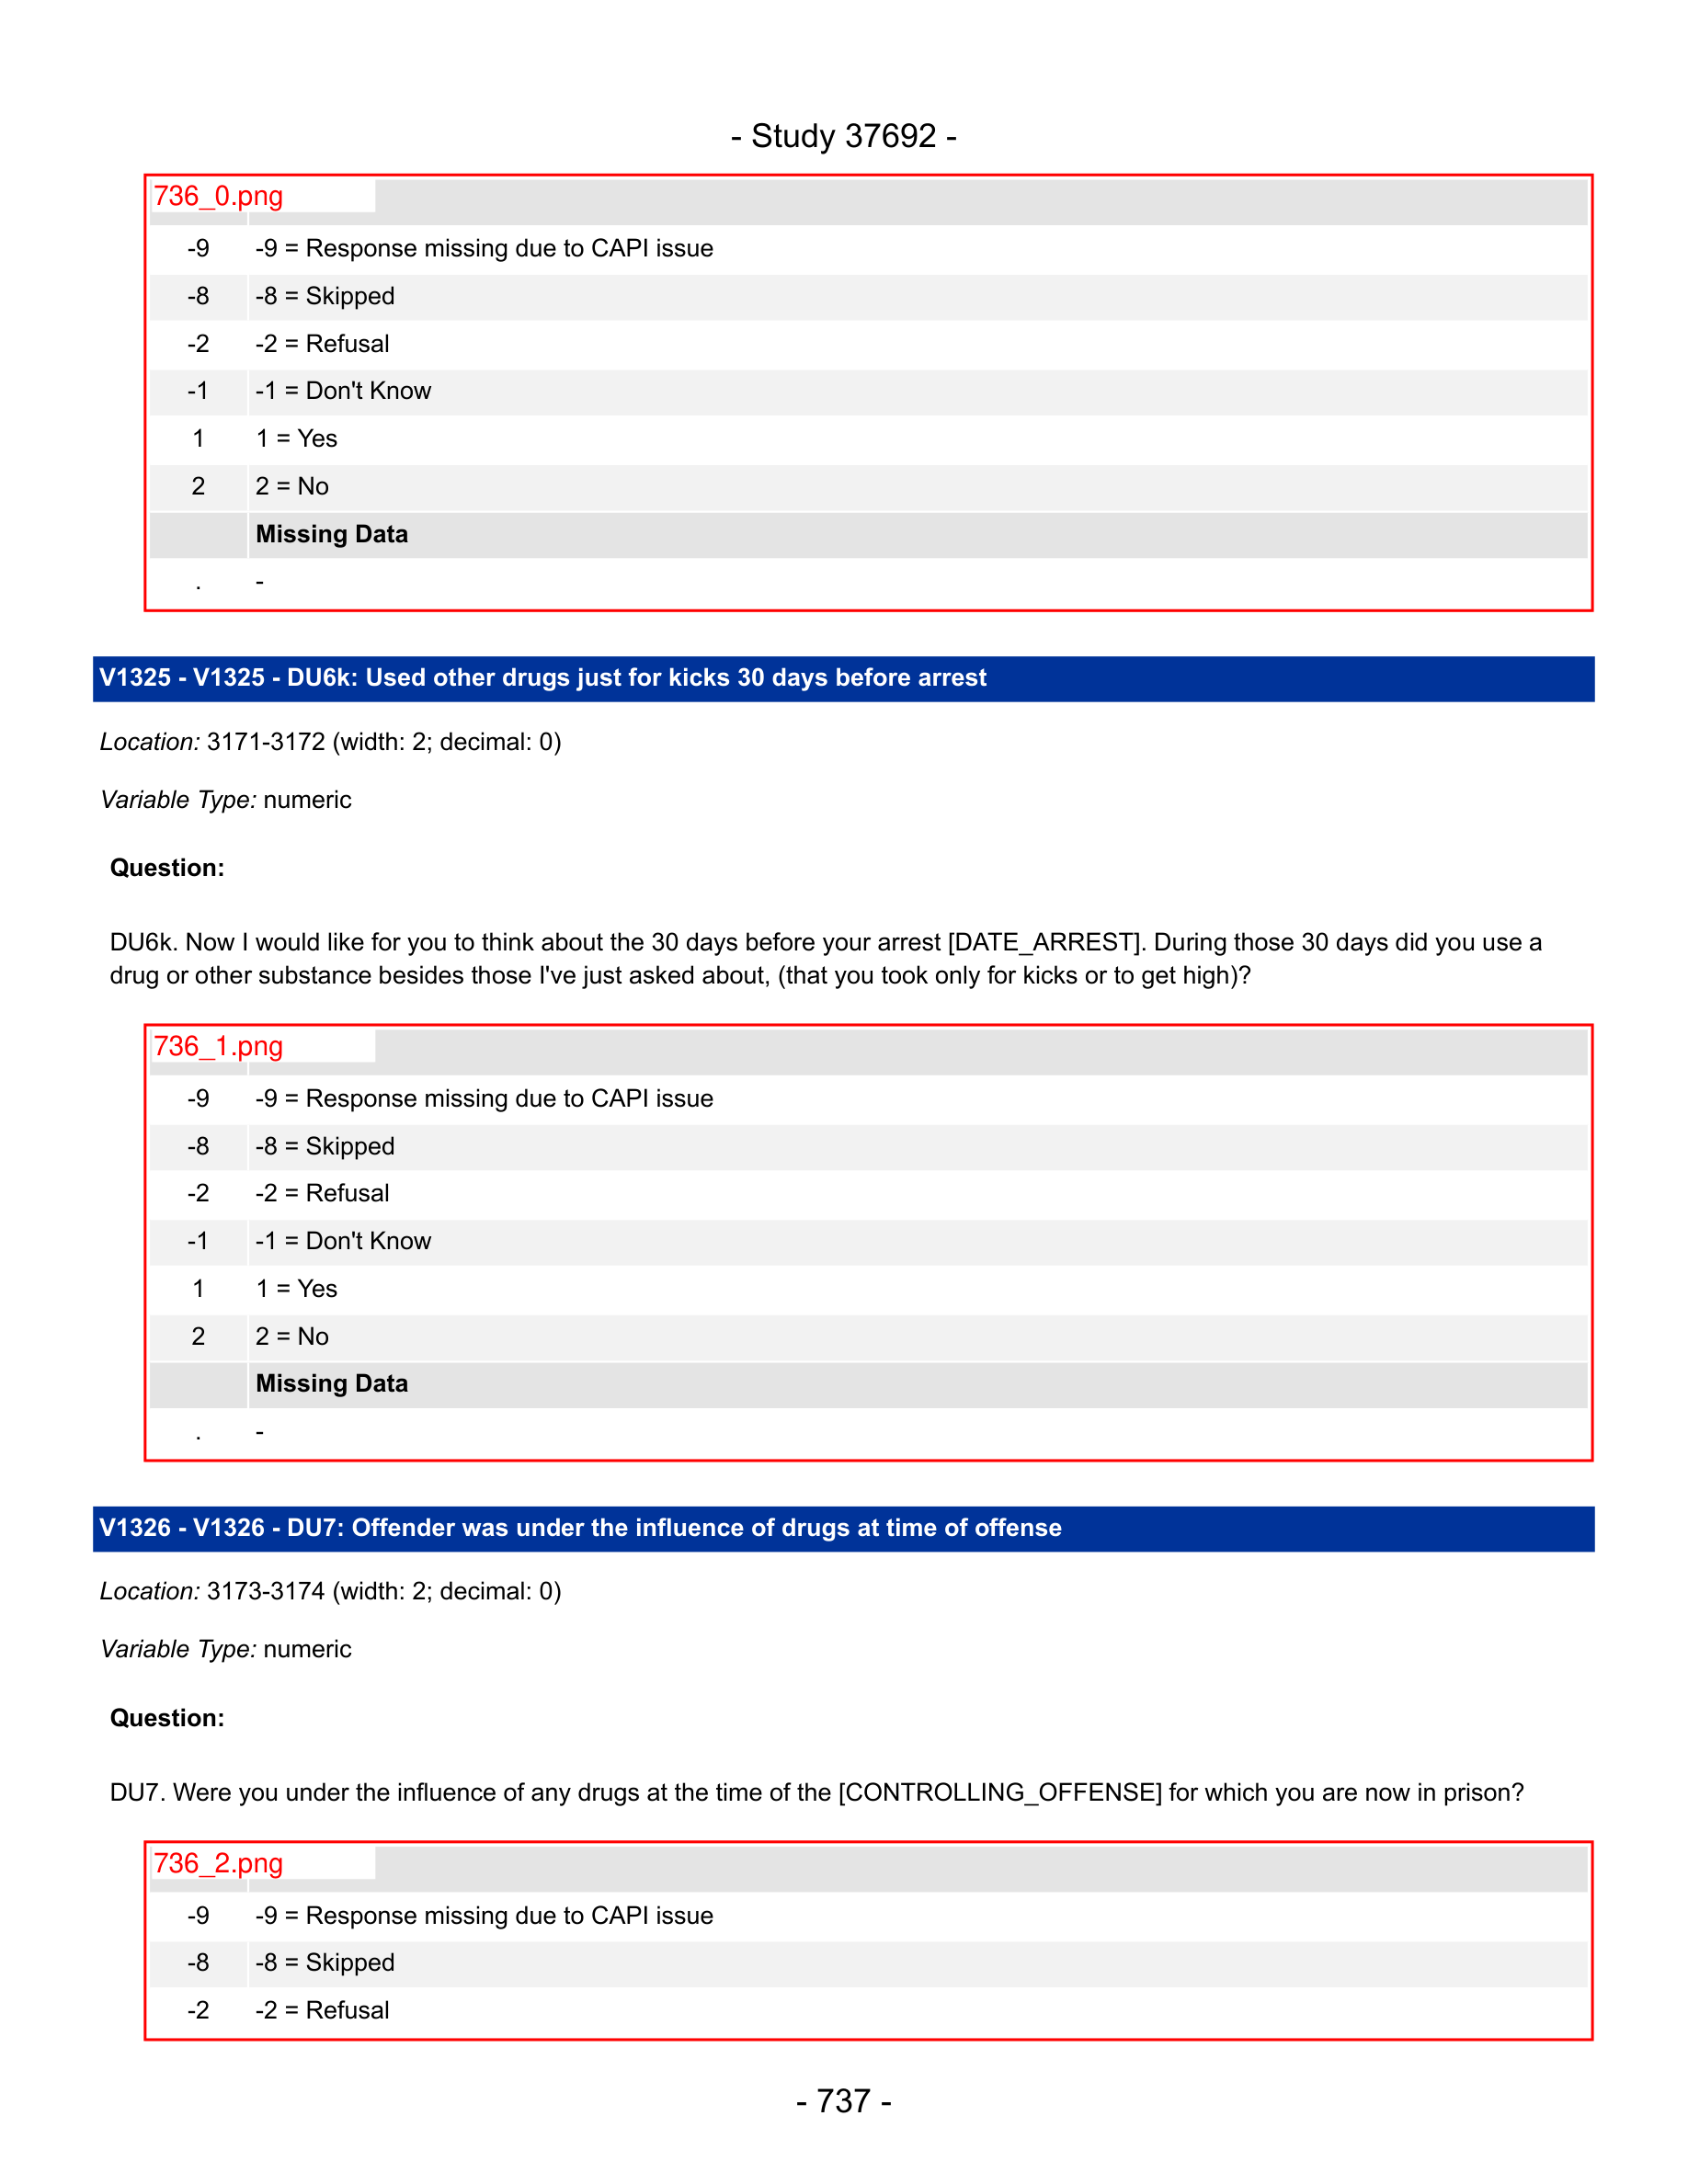 - Study 37692 -
736_0.png
-9 -9 = Response missing due to CAPI issue
-8 -8 = Skipped
-2 -2 = Refusal
-1 -1 = Don't Know
1 1 = Yes
2 2 = No
Missing Data
. -
V1325 - V1325 - DU6k: Used other drugs just for kicks 30 days before arrest
Location: 3171-3172 (width: 2; decimal: 0)
Variable Type: numeric
Question:
DU6k. Now I would like for you to think about the 30 days before your arrest [DATE_ARREST]. During those 30 days did you use a
drug or other substance besides those I've just asked about, (that you took only for kicks or to get high)?
736_1.png
-9 -9 = Response missing due to CAPI issue
-8 -8 = Skipped
-2 -2 = Refusal
-1 -1 = Don't Know
1 1 = Yes
2 2 = No
Missing Data
. -
V1326 - V1326 - DU7: Offender was under the influence of drugs at time of offense
Location: 3173-3174 (width: 2; decimal: 0)
Variable Type: numeric
Question:
DU7. Were you under the influence of any drugs at the time of the [CONTROLLING_OFFENSE] for which you are now in prison?
736_2.png
-9 -9 = Response missing due to CAPI issue
-8 -8 = Skipped
-2 -2 = Refusal
- 737 -